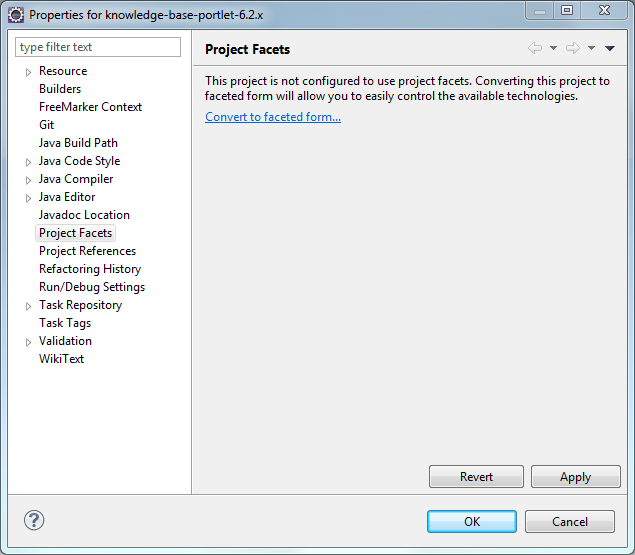 Properties for knowledge-base-portlet-6.2.x
type filter text
Resource
Builders
FreeMarker Context
Git
Java Build Path
Java Code Style
Java Compiler
Java Editor
Javadoc Location
Project Facets
Project References
Refactoring History
Run/Debug Settings
Task Repository
Task Tags
Validation
WikiText
Project Facets
This project is not configured to use project facets. Converting this project to
faceted form will allow you to easily control the available technologies.
Convert to faceted form...
Revert
Apply
?
OK
Cancel